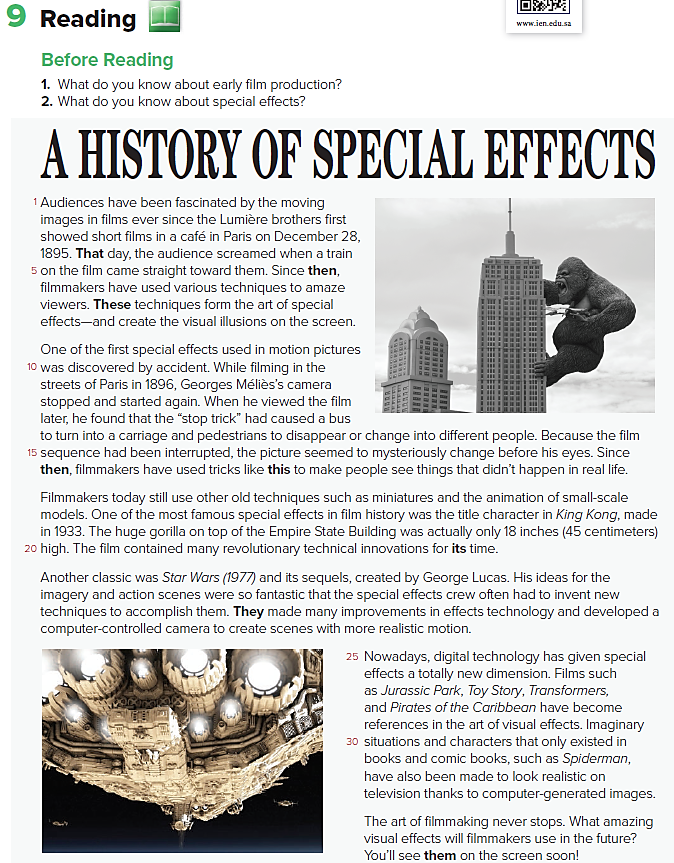 9 Reading
www.ien.edu.sa
Before Reading
1. What do you know about early film production?
2. What do you know about special effects?
A HISTORY OF SPECIAL EFFECTS
1 Audiences have been fascinated by the moving
images in films ever since the Lumière brothers first
showed short films in a café in Paris on December 28,
1895. That day, the audience screamed when a train
5 on the film came straight toward them. Since then,
filmmakers have used various techniques to amaze
viewers. These techniques form the art of special
effects—and create the visual illusions on the screen.
One of the first special effects used in motion pictures
10 was discovered by accident. While filming in the
streets of Paris in 1896, Georges Méliès's camera
stopped and started again. When he viewed the film
later, he found that the “stop trick” had caused a bus
to turn into a carriage and pedestrians to disappear or change into different people. Because the film
15 sequence had been interrupted, the picture seemed to mysteriously change before his eyes. Since
then, filmmakers have used tricks like this to make people see things that didn't happen in real life.
Filmmakers today still use other old techniques such as miniatures and the animation of small-scale
models. One of the most famous special effects in film history was the title character in King Kong, made
in 1933. The huge gorilla on top of the Empire State Building was actually only 18 inches (45 centimeters)
20 high. The film contained many revolutionary technical innovations for its time.
Another classic was Star Wars (1977) and its sequels, created by George Lucas. His ideas for the
imagery and action scenes were so fantastic that the special effects crew often had to invent new
techniques to accomplish them. They made many improvements in effects technology and developed a
computer-controlled camera to create scenes with more realistic motion.
25 Nowadays, digital technology has given special
effects a totally new dimension. Films such
as Jurassic Park, Toy Story, Transformers,
and Pirates of the Caribbean have become
references in the art of visual effects. Imaginary
30 situations and characters that only existed in
books and comic books, such as Spiderman,
have also been made to look realistic on
television thanks to computer-generated images.
The art of filmmaking never stops. What amazing
visual effects will filmmakers use in the future?
You'll see them on the screen soon!